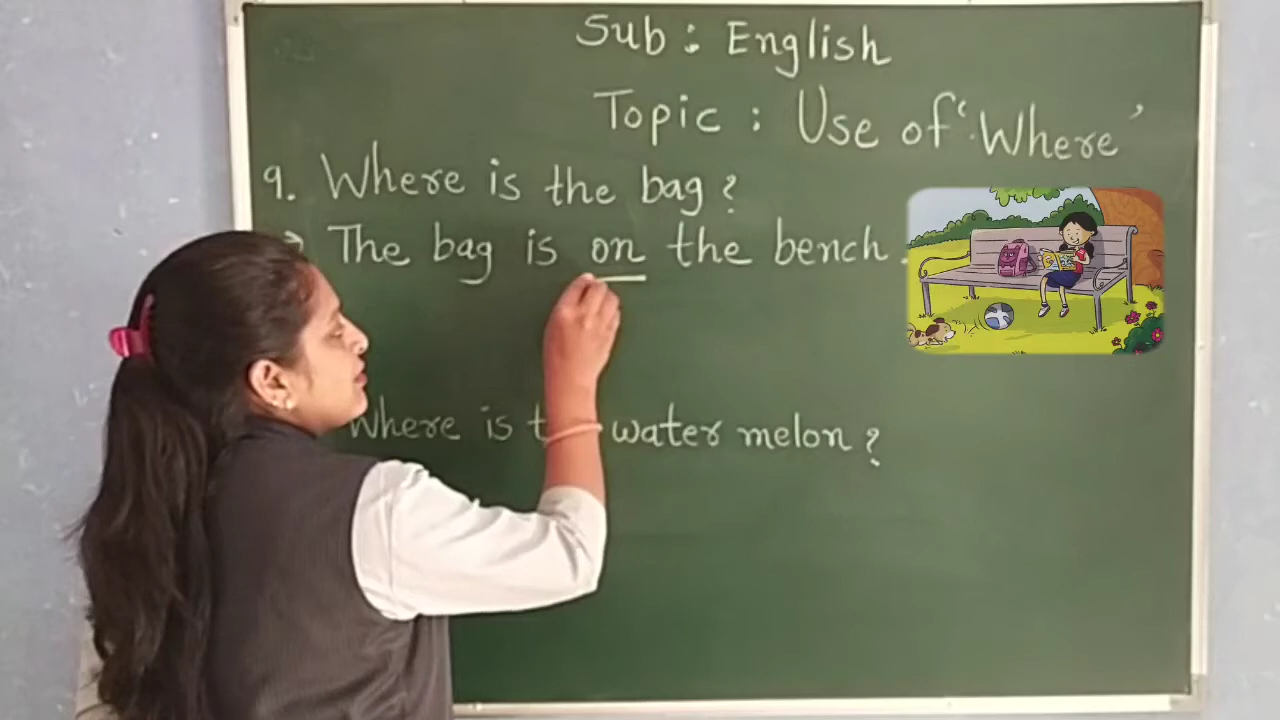 Sub : English
Topic : Use of 'Where'
9. Where is the bag ?
→ The bag is on the bench.
Where is water melon ?